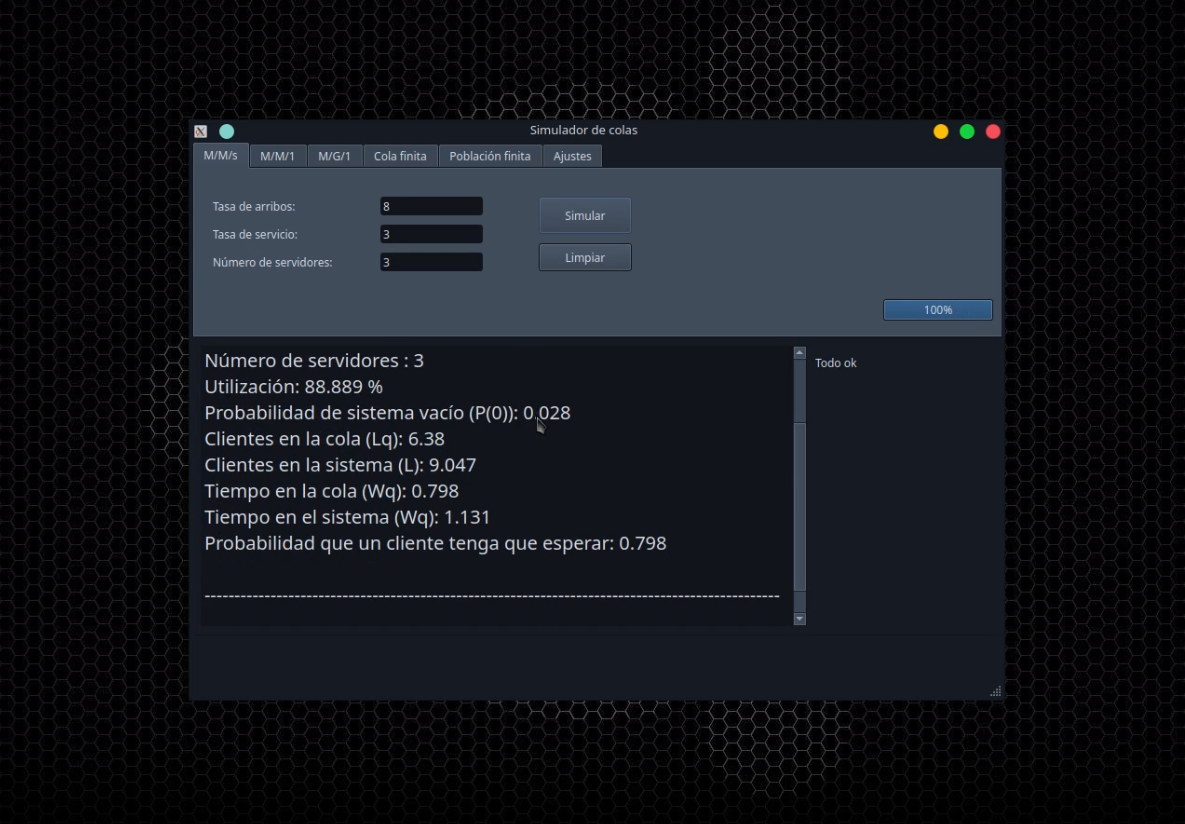 Simulador de colas
M/M/s M/M/1 M/G/1 Cola finita Población finita Ajustes
Tasa de arribos: 8
Simular
Tasa de servicio: 3
Limpiar
Número de servidores: 3
100%
Número de servidores : 3
Todo ok
Utilización: 88.889 %
Probabilidad de sistema vacío (P(0)): 0.028
Clientes en la cola (Lq): 6.38
Clientes en la sistema (L): 9.047
Tiempo en la cola (Wq): 0.798
Tiempo en el sistema (Wq): 1.131
Probabilidad que un cliente tenga que esperar: 0.798